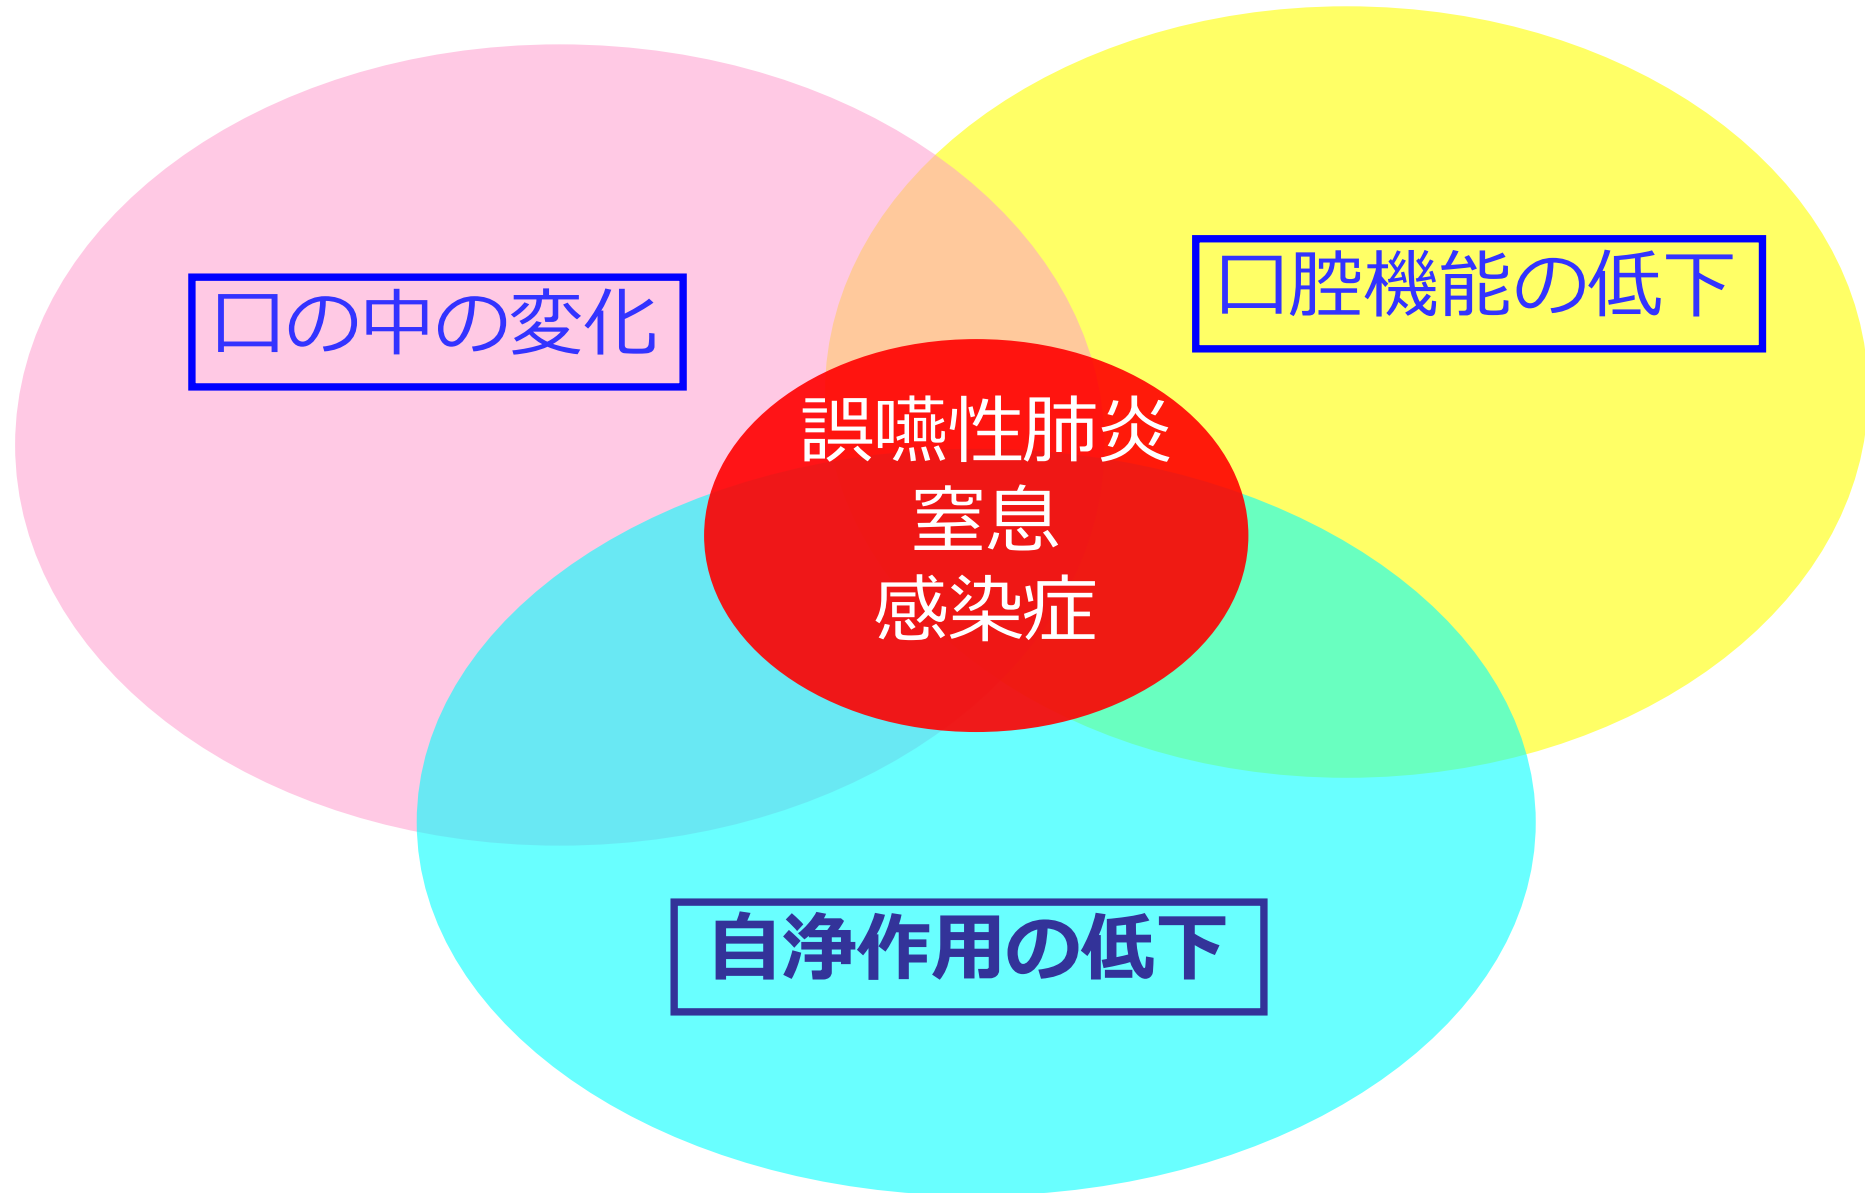 口の中の変化
口腔機能の低下
誤嚥性肺炎
窒息
感染症
自浄作用の低下